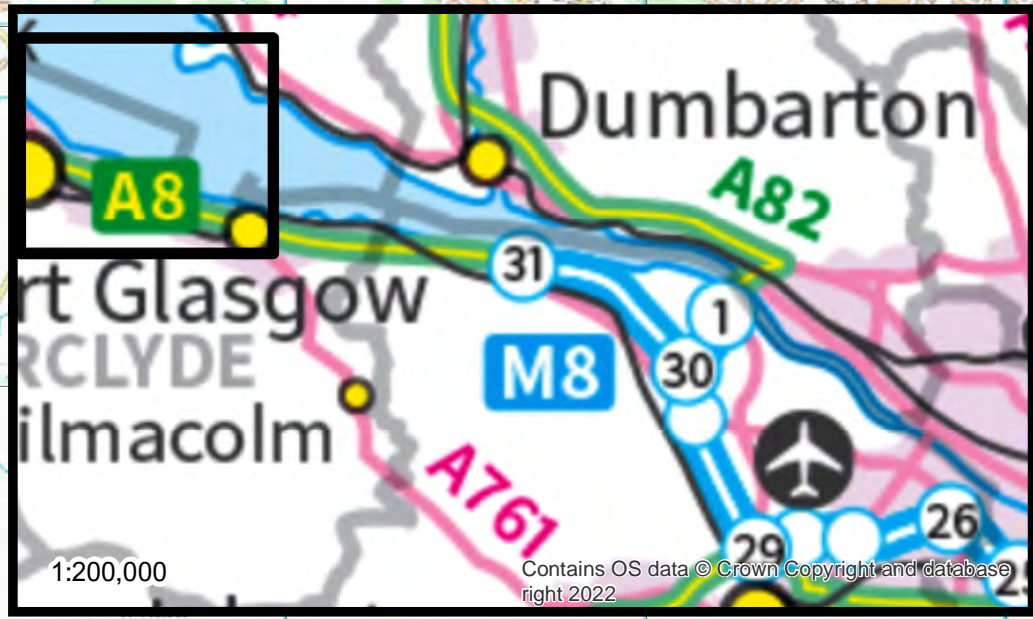 Dumbarton
A82
A8
31
rt Glasgow
1
RCLYDE
M8
30
ilmacolm
A761
26
29
1:200,000
Contains OS data © Crown Copyright and database
right 2022